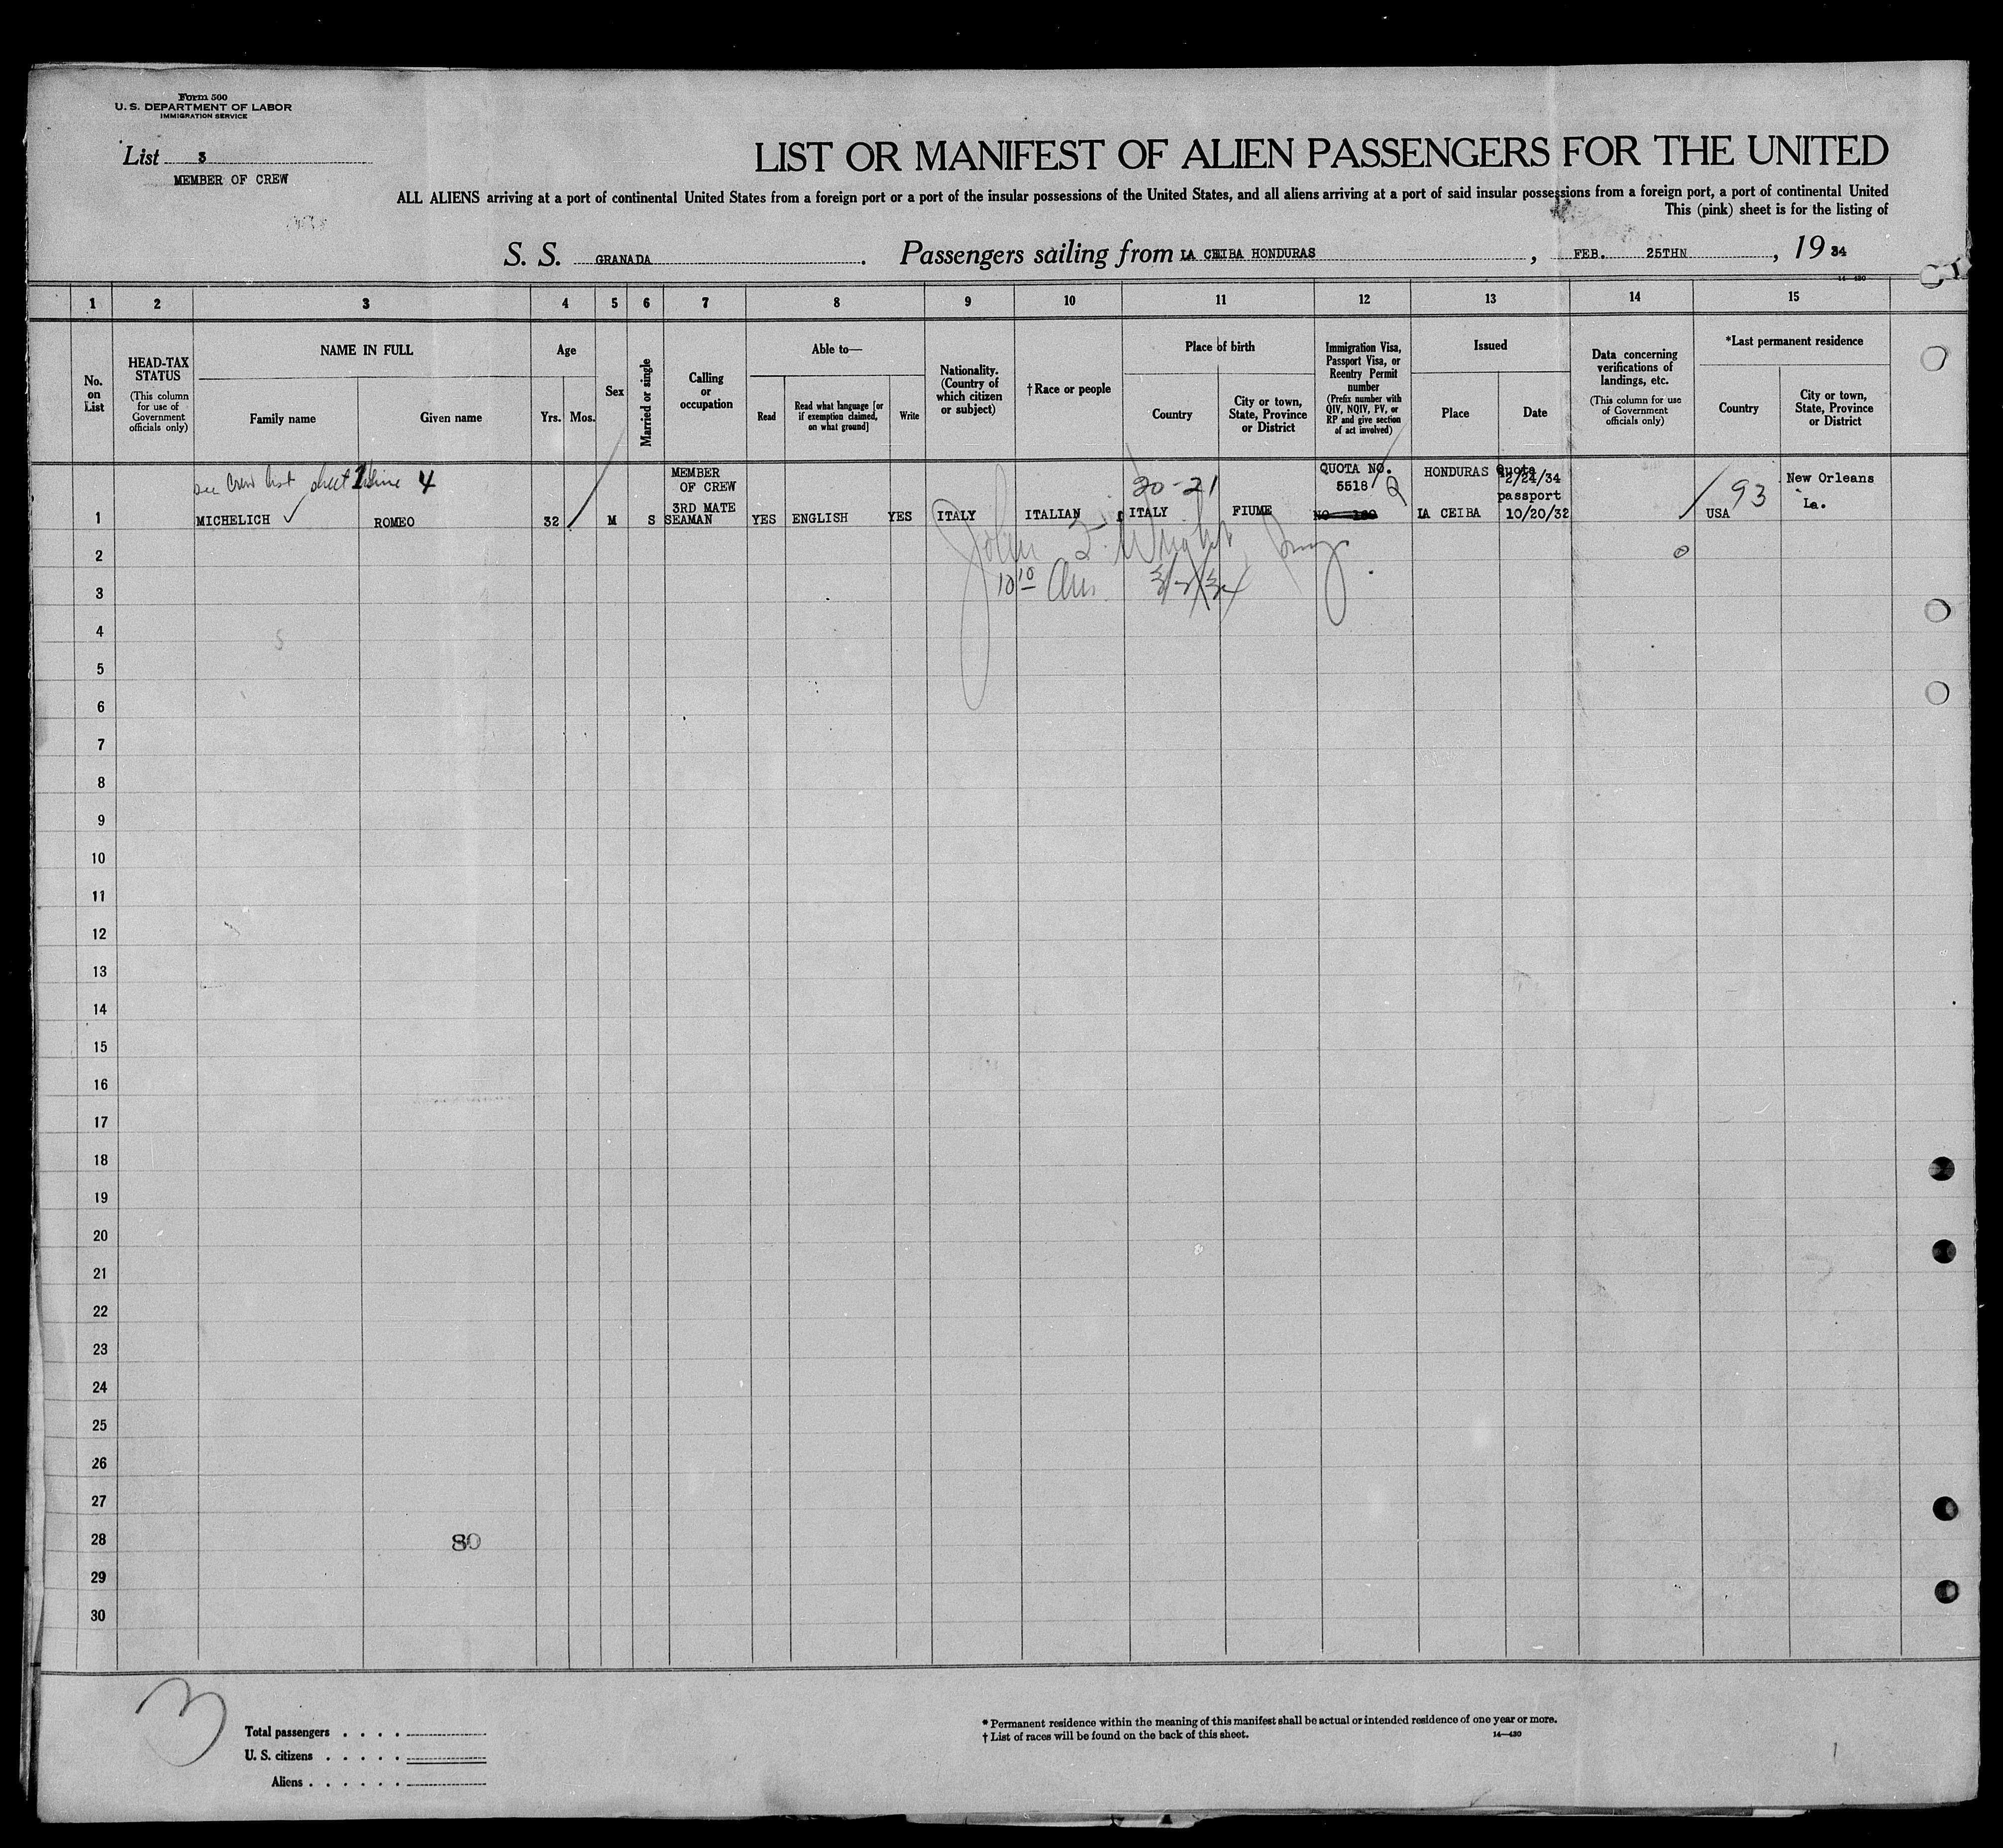 Form 500
U. S. DEPARTMENT OF LABOR
IMMIGRATION SERVICE
List 3
MEMBER OF CREW
LIST OR MANIFEST OF ALIEN PASSENGERS FOR THE UNITED
ALL ALIENS arriving at a port of continental United States from a foreign port or a port of the insular possessions of the United States, and all aliens arriving at a port of said insular possessions from a foreign port, a port of continental United
This (pink) sheet is for the listing of
S. S. GRANADA . Passengers sailing from LA CEIBA HONDURAS , FEB. 25THN , 19 34
14—430
1 2 3 4 5 6 7 8 9 10 11 12 13 14 15
No. on List
HEAD-TAX STATUS
(This column for use of Government officials only)
NAME IN FULL
Family name Given name
Age
Yrs. Mos.
Sex
Married or single
Calling or occupation
Able to—
Read
Read what language [or if exemption claimed, on what ground]
Write
Nationality. (Country of which citizen or subject)
† Race or people
Place of birth
Country
City or town, State, Province or District
Immigration Visa, Passport Visa, or Reentry Permit number
(Prefix number with QIV, NQIV, PV, or RP and give section of act involved)
Issued
Place Date
Data concerning verifications of landings, etc.
(This column for use of Government officials only)
*Last permanent residence
Country
City or town, State, Province or District
see Crew list sheet 1 line 4
MEMBER
OF CREW
3RD MATE
20-21
QUOTA NO.
5518 Q
HONDURAS Quota
2/24/34
passport
93
New Orleans
La.
1 MICHELICH ✓ ROMEO 32 M S SEAMAN YES ENGLISH YES ITALY ITALIAN ITALY FIUME LA CEIBA 10/20/32 USA
John Wright
10 10 Am. 3/2/34
2
3
4
5
6
7
8
9
10
11
12
13
14
15
16
17
18
19
20
21
22
23
24
25
26
27
28 80
29
30
3
Total passengers . . . .
U. S. citizens . . . . .
Aliens . . . . . .
* Permanent residence within the meaning of this manifest shall be actual or intended residence of one year or more.
† List of races will be found on the back of this sheet.
14—430